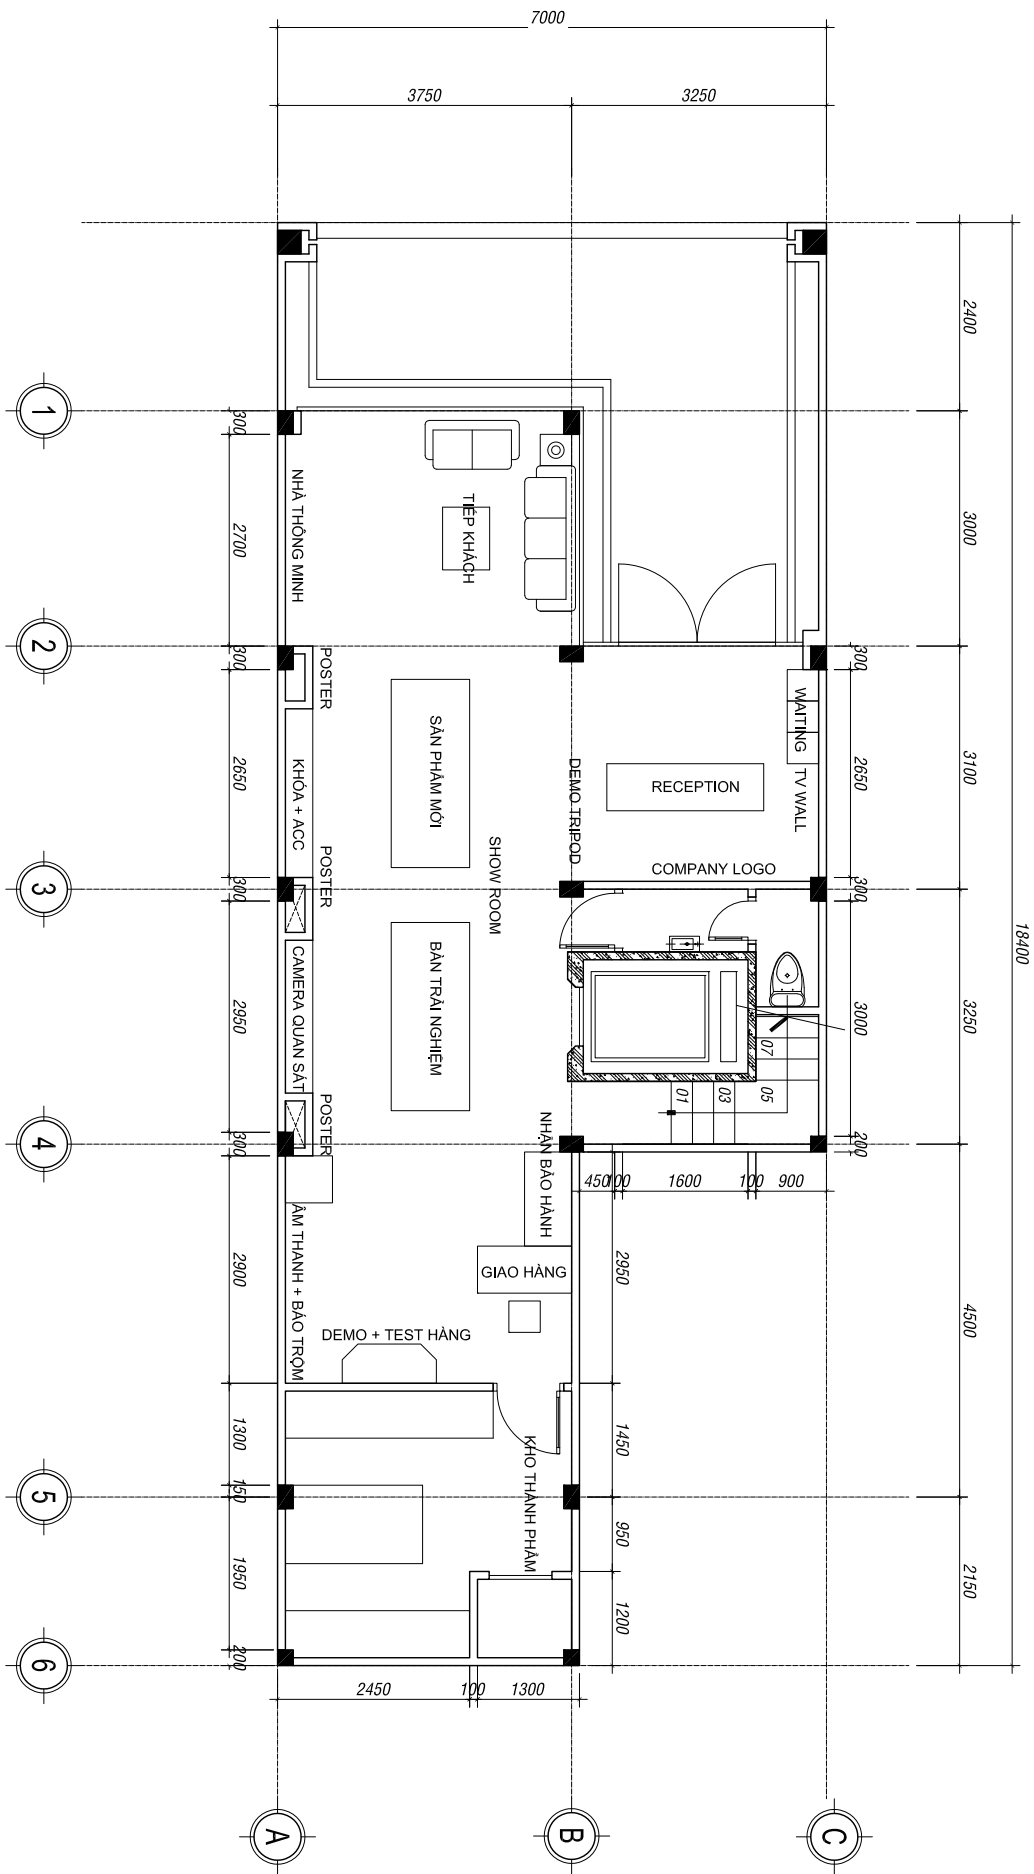 7000
3750
3250
2400
3000
3100
3250
4500
2150
18400
1
2
3
4
5
6
A
B
C
300
2700
300
2650
300
2950
300
2900
1300
150
1950
200
300
2650
300
3000
200
450
100
1600
100
900
2950
1450
950
1200
2450
100
1300
NHÀ THÔNG MINH
TIẾP KHÁCH
POSTER
KHÓA + ACC
SẢN PHẨM MỚI
DEMO TRIPOD
RECEPTION
WAITING
TV WALL
COMPANY LOGO
POSTER
SHOW ROOM
CAMERA QUAN SÁT
BÀN TRẢI NGHIỆM
07
05
03
01
POSTER
NHẬN BẢO HÀNH
GIAO HÀNG
ÂM THANH + BÁO TRỘM
DEMO + TEST HÀNG
KHO THÀNH PHẨM